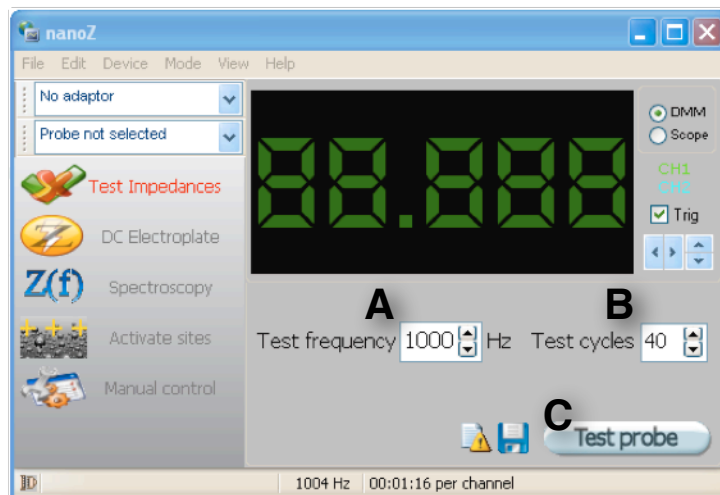 nanoZ
File Edit Device Mode View Help
No adaptor
Probe not selected
88.888
DMM
Scope
CH1
CH2
Trig
Test Impedances
DC Electroplate
Z(f) Spectroscopy
Activate sites
Manual control
A
B
Test frequency 1000 Hz Test cycles 40
C
Test probe
1004 Hz 00:01:16 per channel